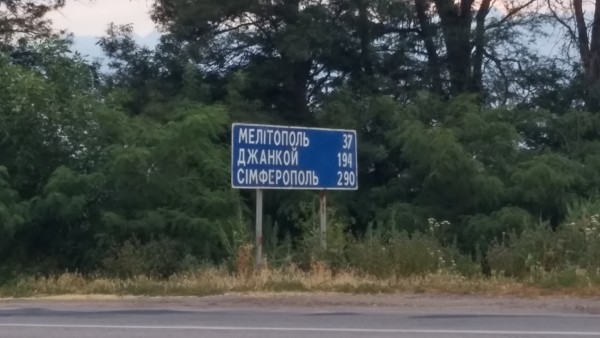 МЕЛІТОПОЛЬ 37
ДЖАНКОЙ 194
СІМФЕРОПОЛЬ 290